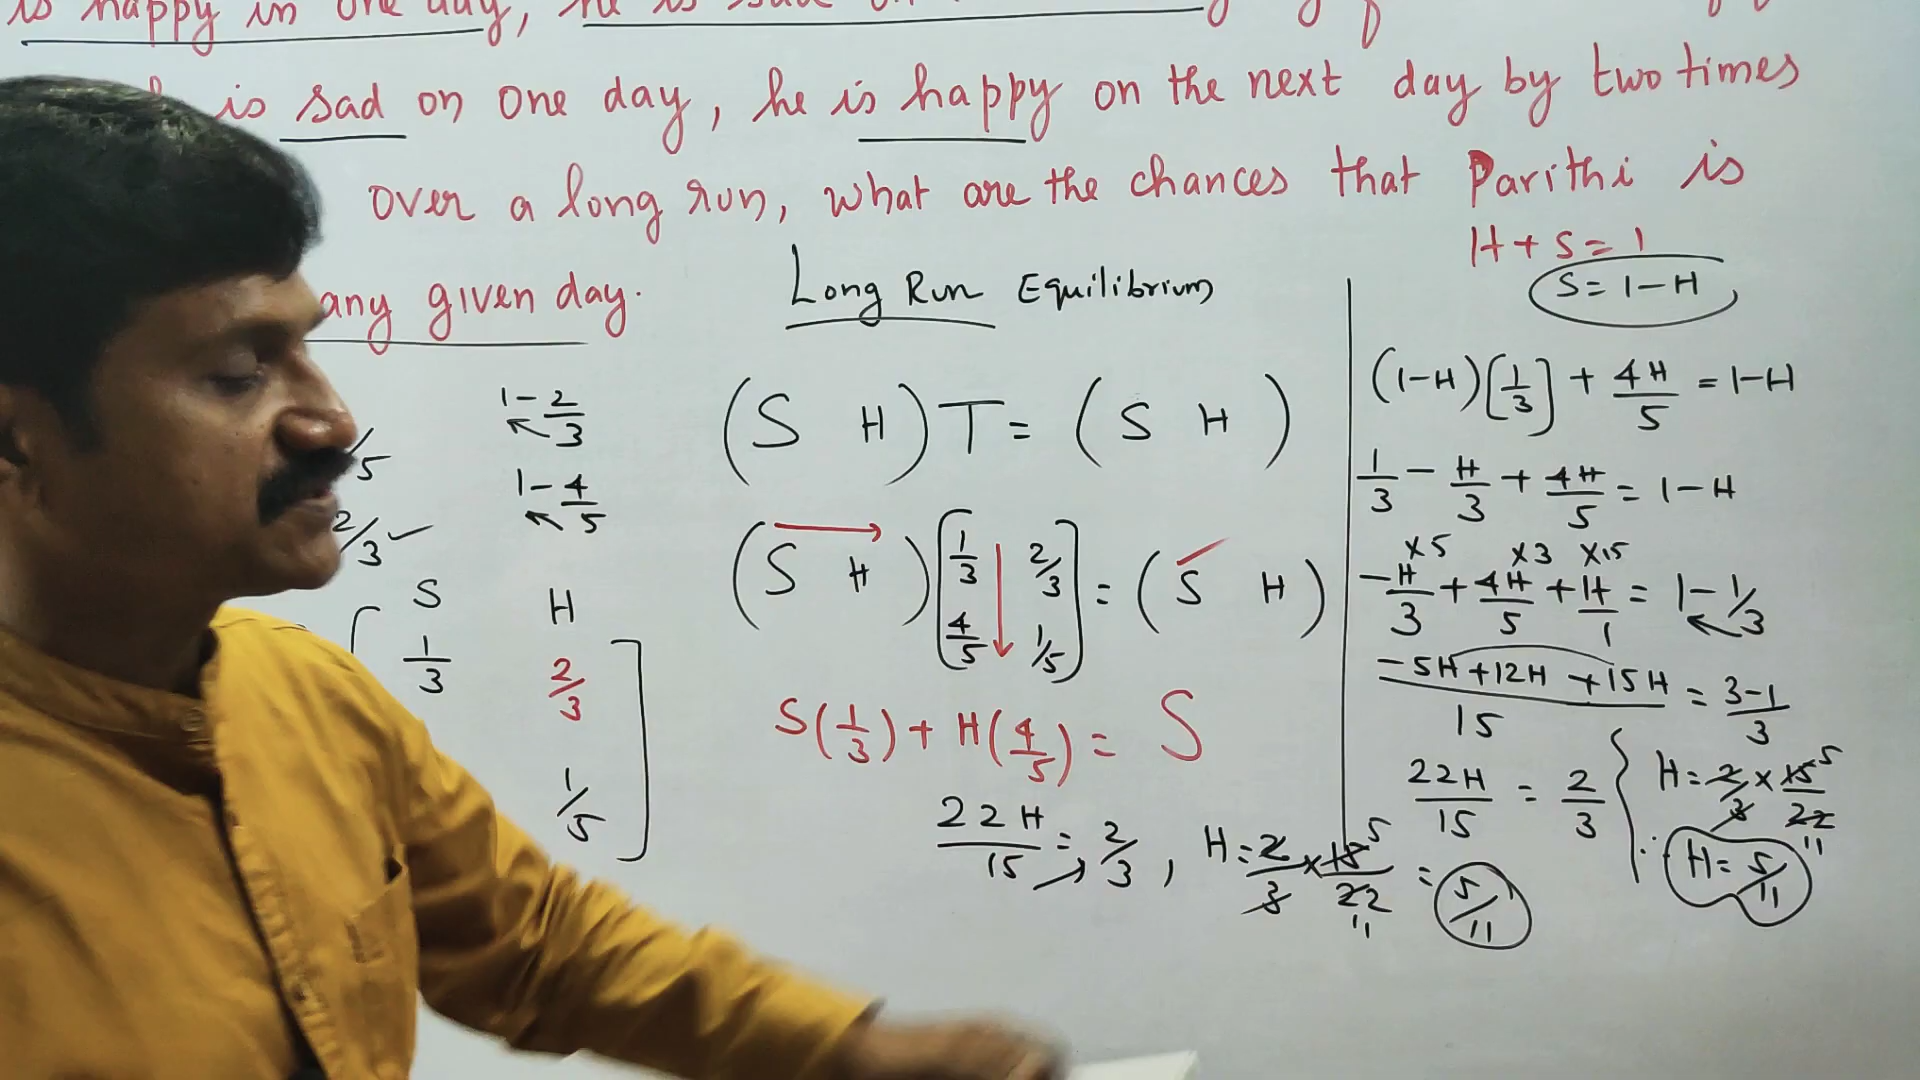 is happy in one day, he is sad on
is sad on one day, he is happy on the next day by two times
over a long run, what are the chances that Parithi is
any given day.
Long Run Equilibrium
H + S = 1
S = 1 - H
1 - 2/3
1 - 4/5
/5
2/3 ✓
S H
1/3 2/3
1/5
(S H) T = (S H)
(S H) [1/3 2/3 4/5 1/5] = (S H)
S(1/3) + H(4/5) = S
22H/15 = 2/3, H = 2/3 × 15/22 = 5/11
5
11
(1-H)[1/3] + 4H/5 = 1-H
1/3 - H/3 + 4H/5 = 1-H
×5 ×3 ×15
-H/3 + 4H/5 + H/1 = 1 - 1/3
-5H + 12H + 15H/15 = 3-1/3
22H/15 = 2/3
H = 2/3 × 15/22
5
11
∴ H = 5/11